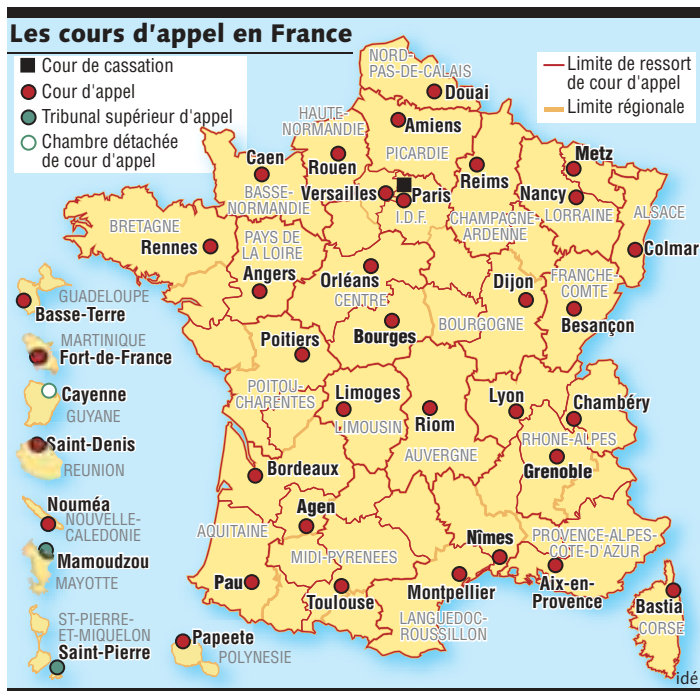 Les cours d'appel en France
Cour de cassation
Cour d'appel
Tribunal supérieur d'appel
Chambre détachée
de cour d'appel
Limite de ressort
de cour d'appel
Limite régionale
NORD-
PAS-DE-CALAIS
Douai
HAUTE-
NORMANDIE
Amiens
PICARDIE
Rouen
Caen
BASSE-
NORMANDIE
Versailles
Paris
I.D.F.
Reims
CHAMPAGNE-
ARDENNE
Metz
Nancy
LORRAINE
ALSACE
Colmar
BRETAGNE
Rennes
PAYS DE
LA LOIRE
Angers
Orléans
CENTRE
Bourges
Dijon
BOURGOGNE
FRANCHE-
COMTE
Besançon
GUADELOUPE
Basse-Terre
MARTINIQUE
Fort-de-France
Cayenne
GUYANE
Saint-Denis
REUNION
Nouméa
NOUVELLE-
CALEDONIE
Mamoudzou
MAYOTTE
ST-PIERRE-
ET-MIQUELON
Saint-Pierre
Papeete
POLYNESIE
Poitiers
POITOU-
CHARENTES
Limoges
LIMOUSIN
Riom
AUVERGNE
Lyon
Chambéry
RHONE-ALPES
Grenoble
Bordeaux
AQUITAINE
Agen
MIDI-PYRENEES
Pau
Toulouse
Nîmes
Montpellier
LANGUEDOC-
ROUSSILLON
PROVENCE-ALPES-
COTE-D'AZUR
Aix-en-
Provence
Bastia
CORSE
idé